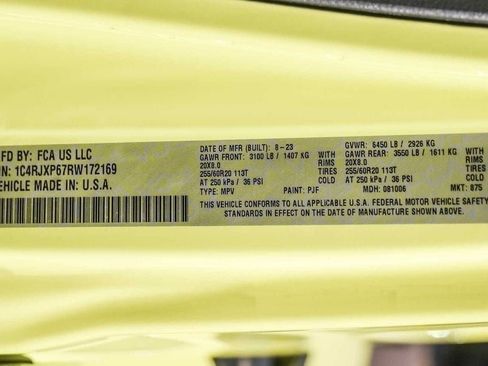 FD BY: FCA US LLC
IN: 1C4RJXP67RW172169
VEHICLE MADE IN U.S.A.
DATE OF MFR (BUILT): 8-23
GAWR FRONT: 3100 LB / 1407 KG WITH
20X8.0 RIMS
255/60R20 113T TIRES
AT 250 kPa / 36 PSI COLD
TYPE: MPV PAINT: PJF
GVWR: 6450 LB / 2926 KG
GAWR REAR: 3550 LB / 1611 KG WITH
20X8.0 RIMS
255/60R20 113T TIRES
AT 250 kPa / 36 PSI COLD
MDH: 081006 MKT: 875
THIS VEHICLE CONFORMS TO ALL APPLICABLE U.S.A. FEDERAL MOTOR VEHICLE SAFETY
STANDARDS IN EFFECT ON THE DATE OF MANUFACTURE SHOWN ABOVE.